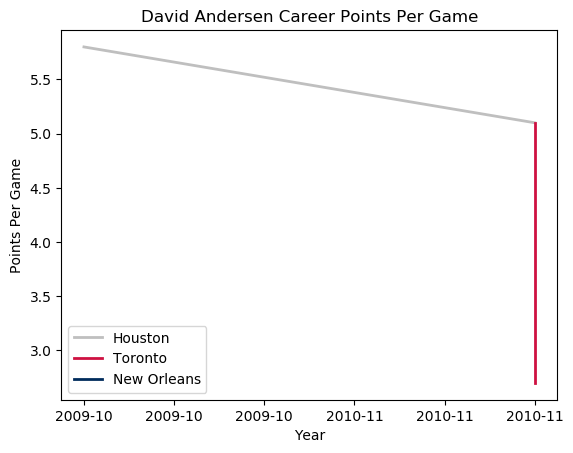 David Andersen Career Points Per Game
5.5
5.0
4.5
4.0
3.5
3.0
Points Per Game
Houston
Toronto
New Orleans
2009-10 2009-10 2009-10 2010-11 2010-11 2010-11
Year